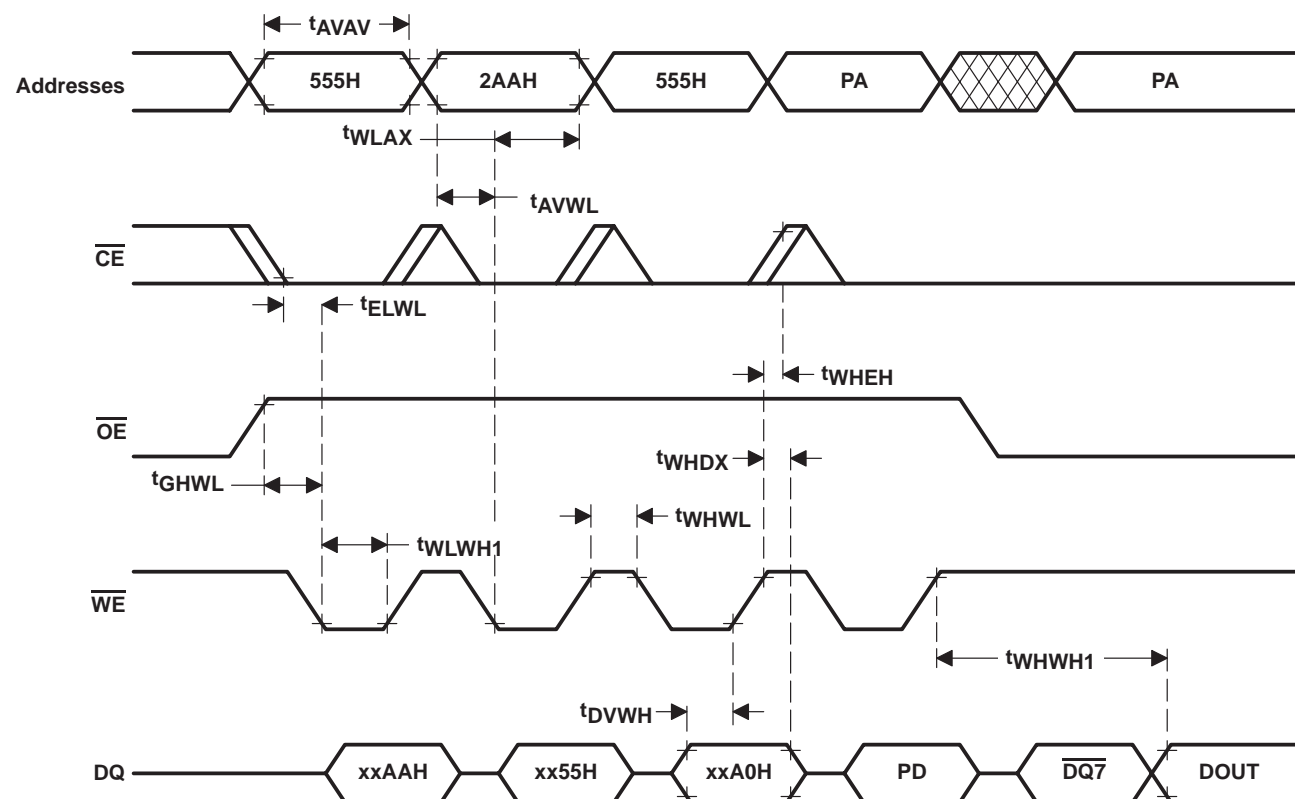 tAVAV
Addresses 555H 2AAH 555H PA PA
tWLAX
tAVWL
CE
tELWL
tWHEH
OE
tWHDX
tGHWL
tWHWL
tWLWH1
WE
tWHWH1
tDVWH
DQ xxAAH xx55H xxA0H PD DQ7 DOUT